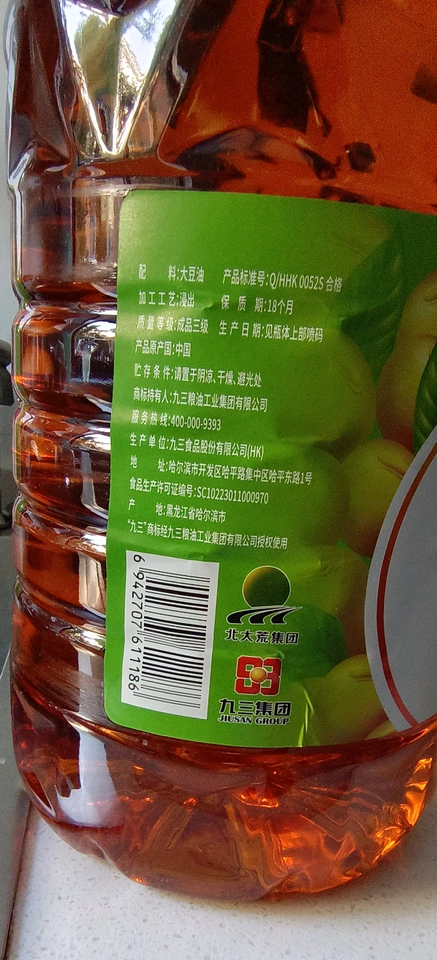 配 料:大豆油 产品标准号:Q/HHK 0052S 合格
加工工艺:浸出 保 质 期:18个月
质量等级:成品三级 生产日期:见瓶体上部喷码
产品原产国:中国
贮存条件:请置于阴凉、干燥、避光处
商标持有人:九三粮油工业集团有限公司
服务热线:400-000-9393
生产单位:九三食品股份有限公司(HK)
地 址:哈尔滨市开发区哈平路集中区哈平东路1号
食品生产许可证编号:SC10223011000970
产 地:黑龙江省哈尔滨市
"九三"商标经九三粮油工业集团有限公司授权使用
6 942707 611186
北大荒集团
九三集团
JIUSAN GROUP